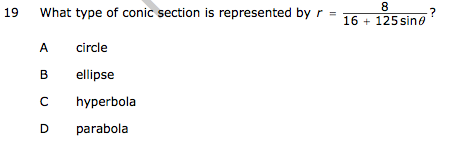 19 What type of conic section is represented by r = 8 / (16 + 125 sin θ)?
A circle
B ellipse
C hyperbola
D parabola